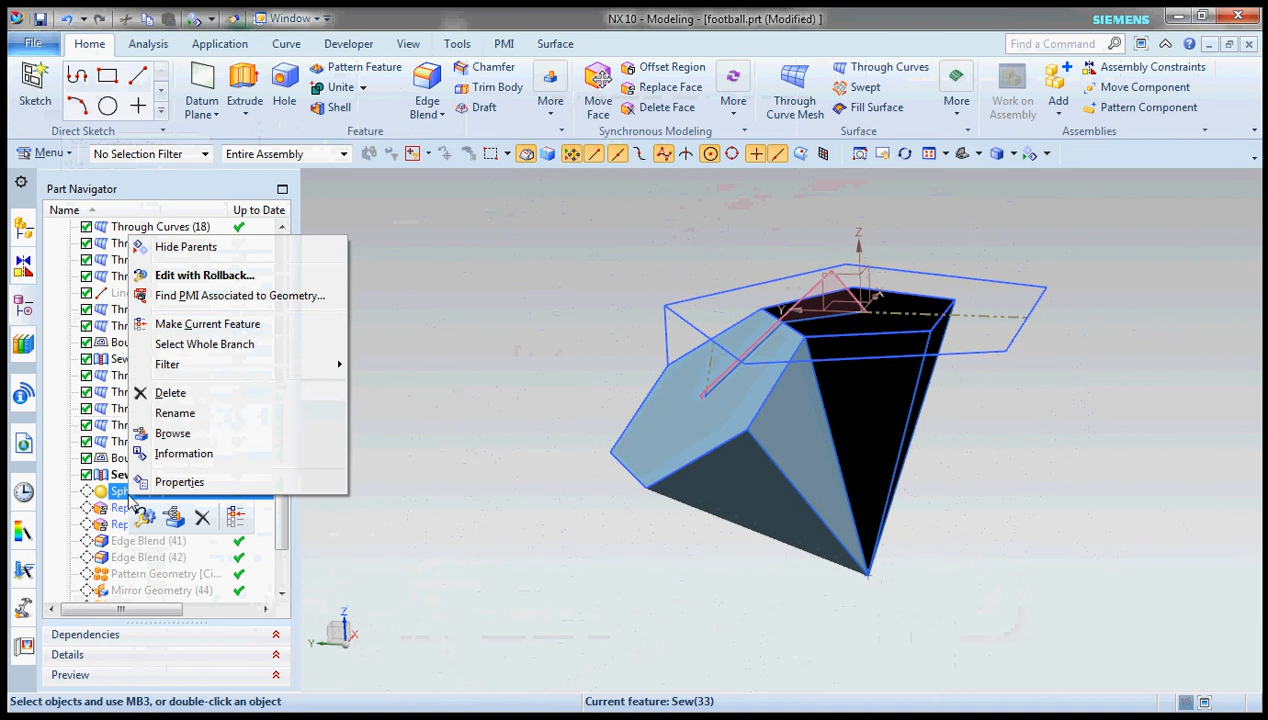 Window
NX 10 - Modeling - [football.prt (Modified) ]
SIEMENS
File Home Analysis Application Curve Developer View Tools PMI Surface
Find a Command
Sketch
Direct Sketch
Datum Plane
Extrude
Hole
Pattern Feature
Unite
Shell
Edge Blend
Chamfer
Trim Body
Draft
More
Feature
Move Face
Offset Region
Replace Face
Delete Face
More
Synchronous Modeling
Through Curve Mesh
Through Curves
Swept
Fill Surface
More
Surface
Work on Assembly
Add
Assembly Constraints
Move Component
Pattern Component
Assemblies
Menu
No Selection Filter
Entire Assembly
Part Navigator
Name Up to Date
Through Curves (18)
Hide Parents
Edit with Rollback...
Find PMI Associated to Geometry...
Make Current Feature
Select Whole Branch
Filter
Delete
Rename
Browse
Information
Properties
Edge Blend (41)
Edge Blend (42)
Pattern Geometry [Ci...
Mirror Geometry (44)
Dependencies
Details
Preview
Z
Y
Z
Y
X
Select objects and use MB3, or double-click an object
Current feature: Sew(33)